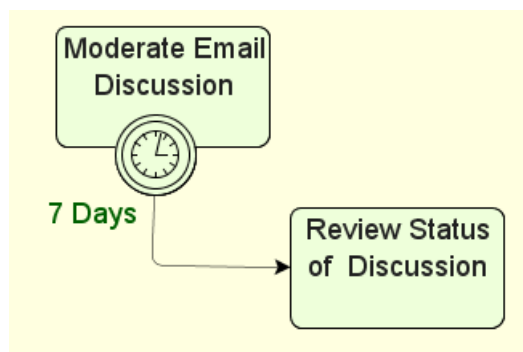 Moderate Email
Discussion
7 Days
Review Status
of Discussion